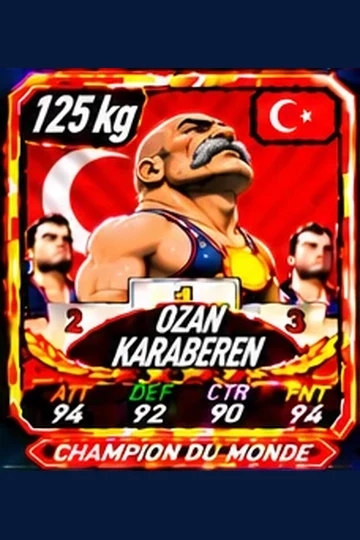 125 kg
1
2
3
OZAN
KARABEREN
ATT DEF CTR FNT
94 92 90 94
CHAMPION DU MONDE